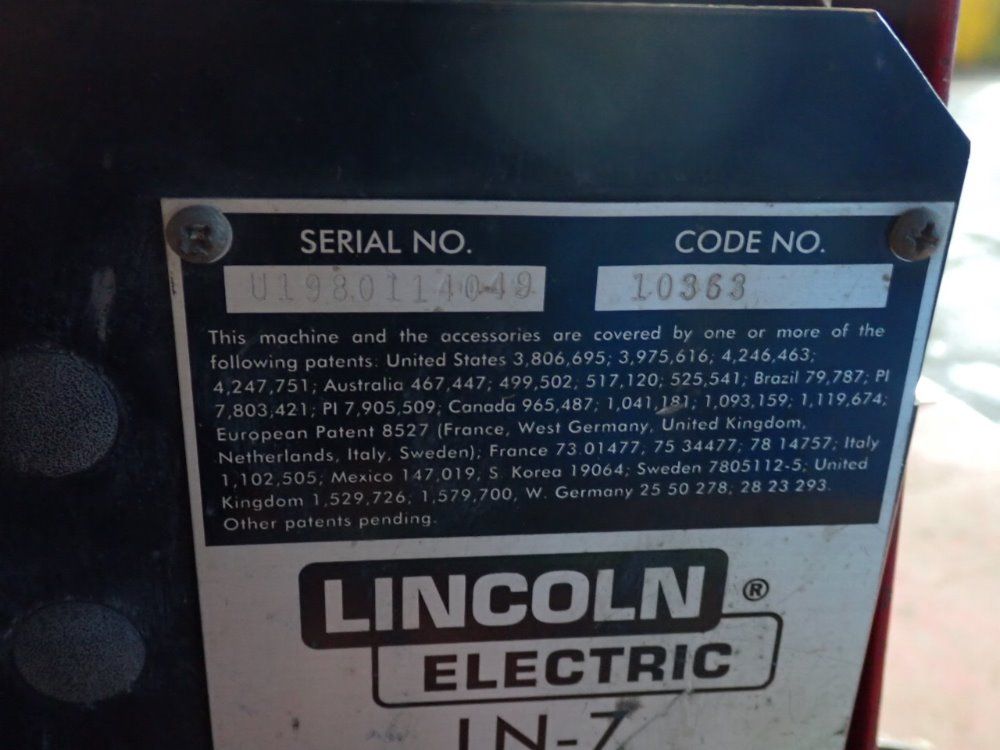 SERIAL NO. CODE NO.
U1980114049 10363
This machine and the accessories are covered by one or more of the
following patents: United States 3,806,695; 3,975,616; 4,246,463;
4,247,751; Australia 467,447; 499,502; 517,120; 525,541; Brazil 79,787; PI
7,803,421; PI 7,905,509; Canada 965,487; 1,041,181; 1,093,159; 1,119,674;
European Patent 8527 (France, West Germany, United Kingdom,
Netherlands, Italy, Sweden); France 73.01477; 75 34477; 78 14757; Italy
1,102,505; Mexico 147,019; S. Korea 19064; Sweden 7805112-5; United
Kingdom 1,529,726; 1,579,700; W. Germany 25 50 278; 28 23 293.
Other patents pending.
LINCOLN ®
ELECTRIC
LN-7